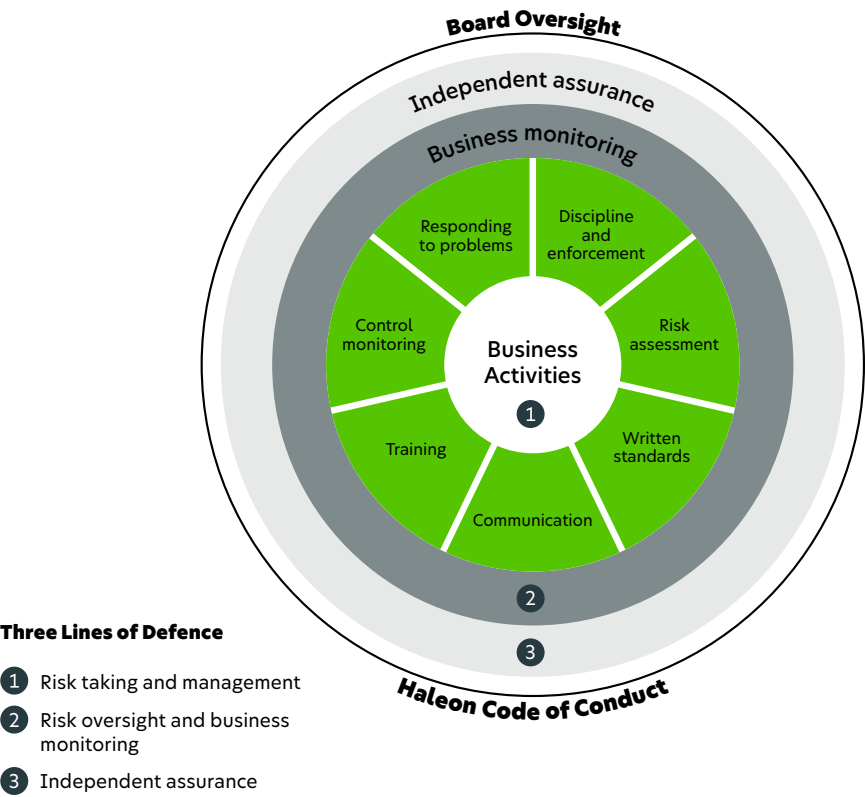 Board Oversight
Independent assurance
Business monitoring
Responding
to problems
Discipline
and
enforcement
Control
monitoring
Risk
assessment
Business
Activities
1
Training
Written
standards
Communication
2
3
Haleon Code of Conduct
Three Lines of Defence
1 Risk taking and management
2 Risk oversight and business
monitoring
3 Independent assurance